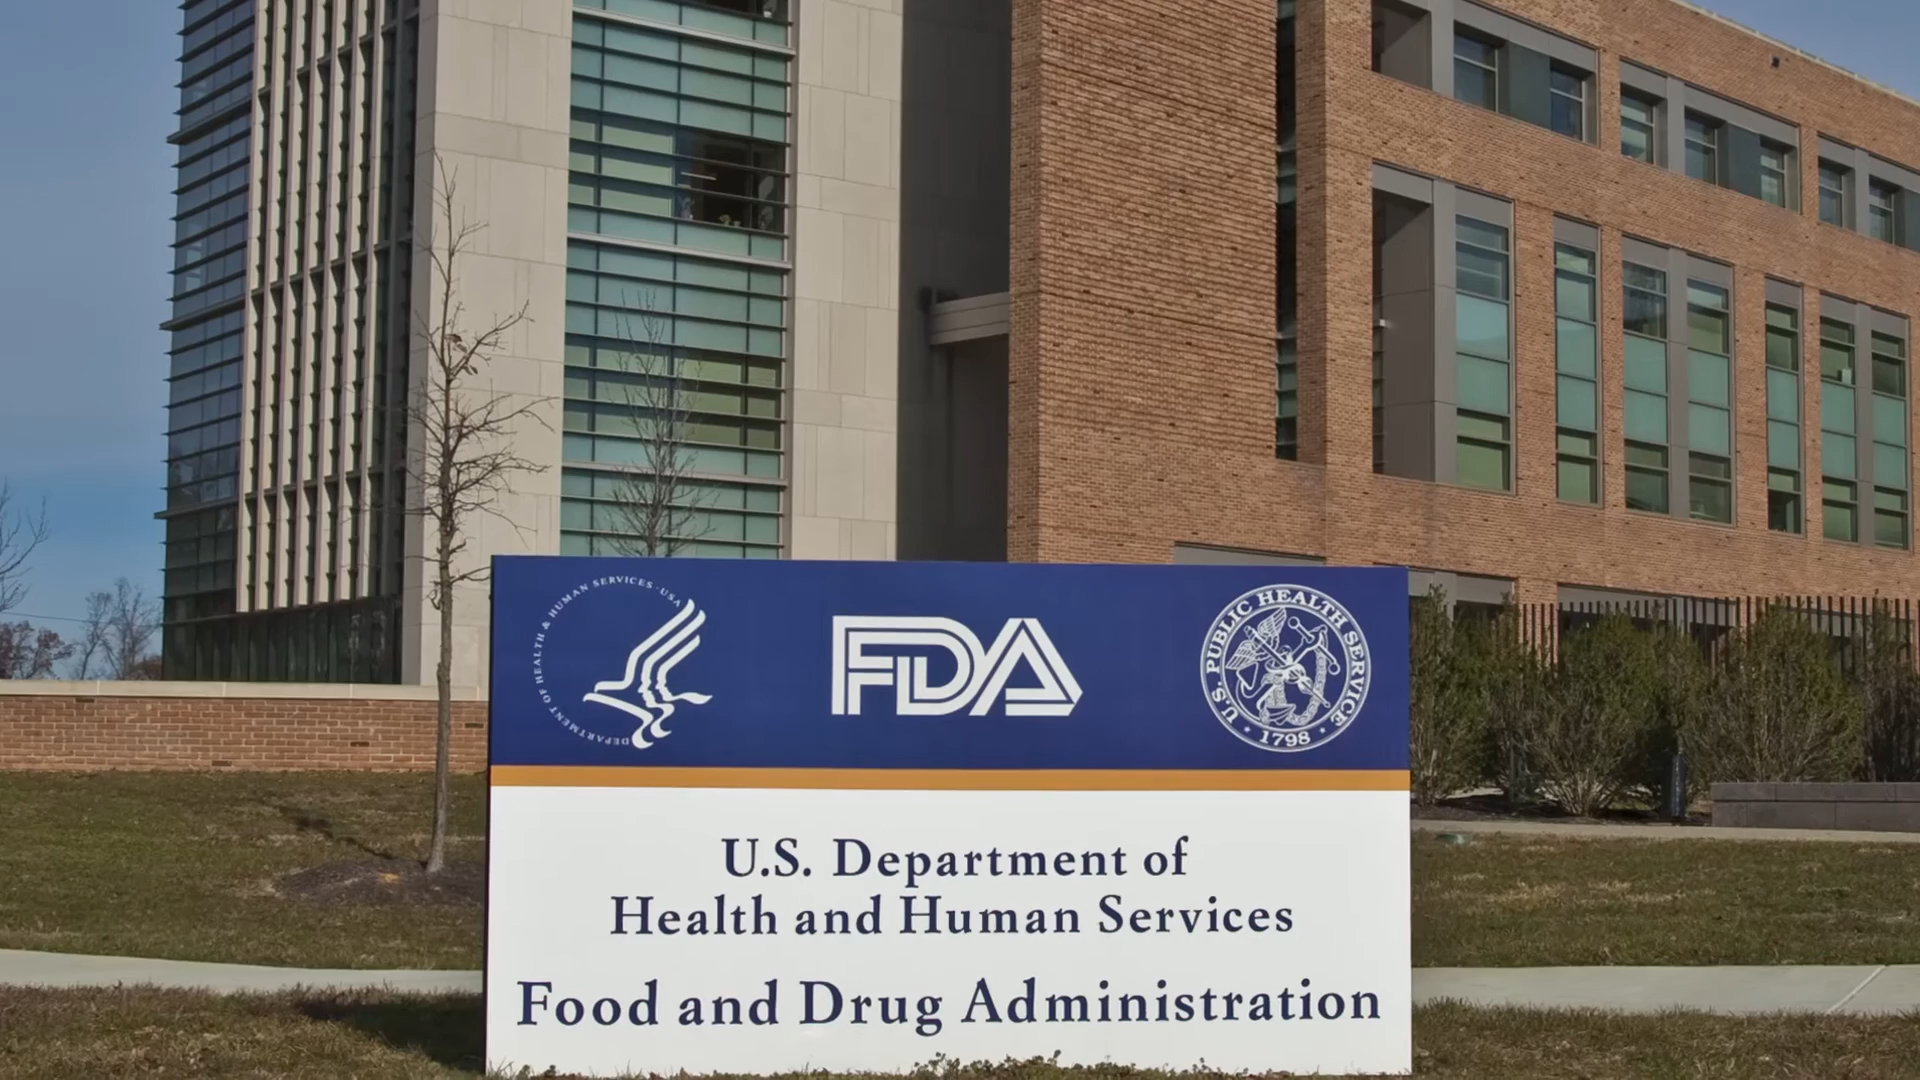 DEPARTMENT OF HEALTH & HUMAN SERVICES · USA
FDA
U.S. PUBLIC HEALTH SERVICE
1798
U.S. Department of
Health and Human Services
Food and Drug Administration